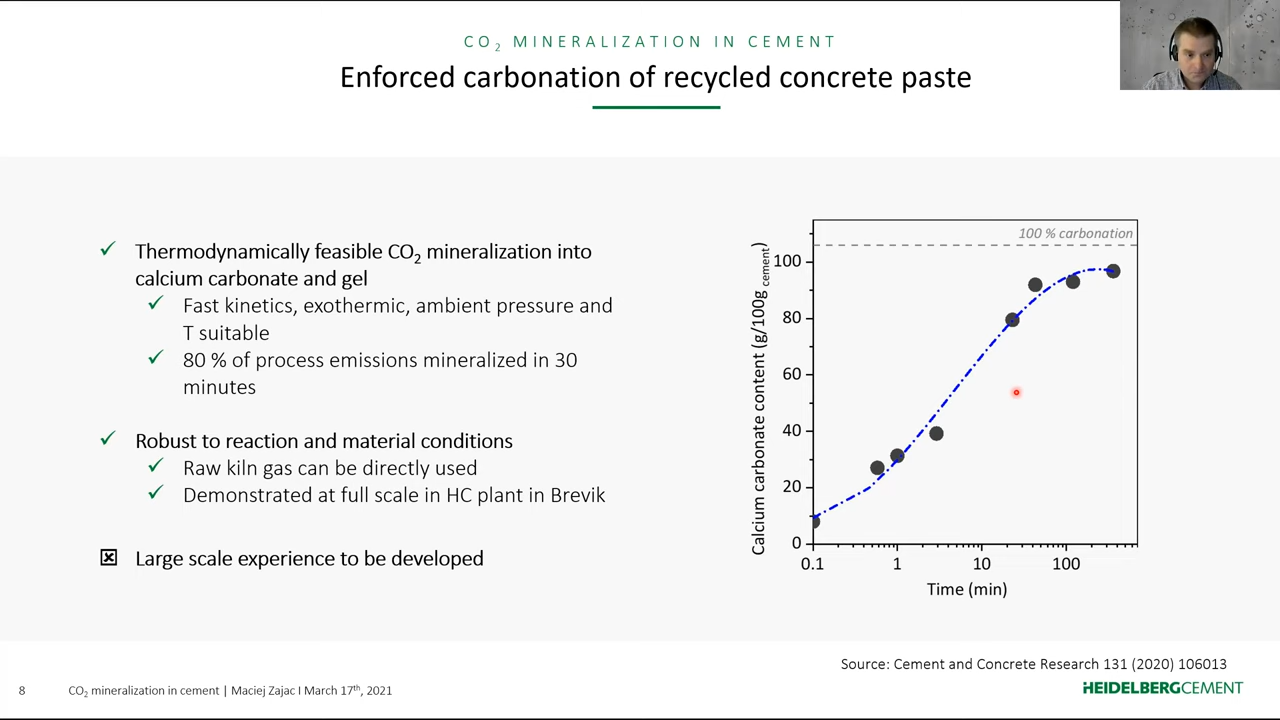 CO2 MINERALIZATION IN CEMENT
Enforced carbonation of recycled concrete paste
Thermodynamically feasible CO2 mineralization into
calcium carbonate and gel
Fast kinetics, exothermic, ambient pressure and
T suitable
80 % of process emissions mineralized in 30
minutes
Robust to reaction and material conditions
Raw kiln gas can be directly used
Demonstrated at full scale in HC plant in Brevik
Large scale experience to be developed
Calcium carbonate content (g/100g cement)
100 % carbonation
100
80
60
40
20
0
0.1 1 10 100
Time (min)
Source: Cement and Concrete Research 131 (2020) 106013
8 CO2 mineralization in cement | Maciej Zajac I March 17th, 2021
HEIDELBERGCEMENT